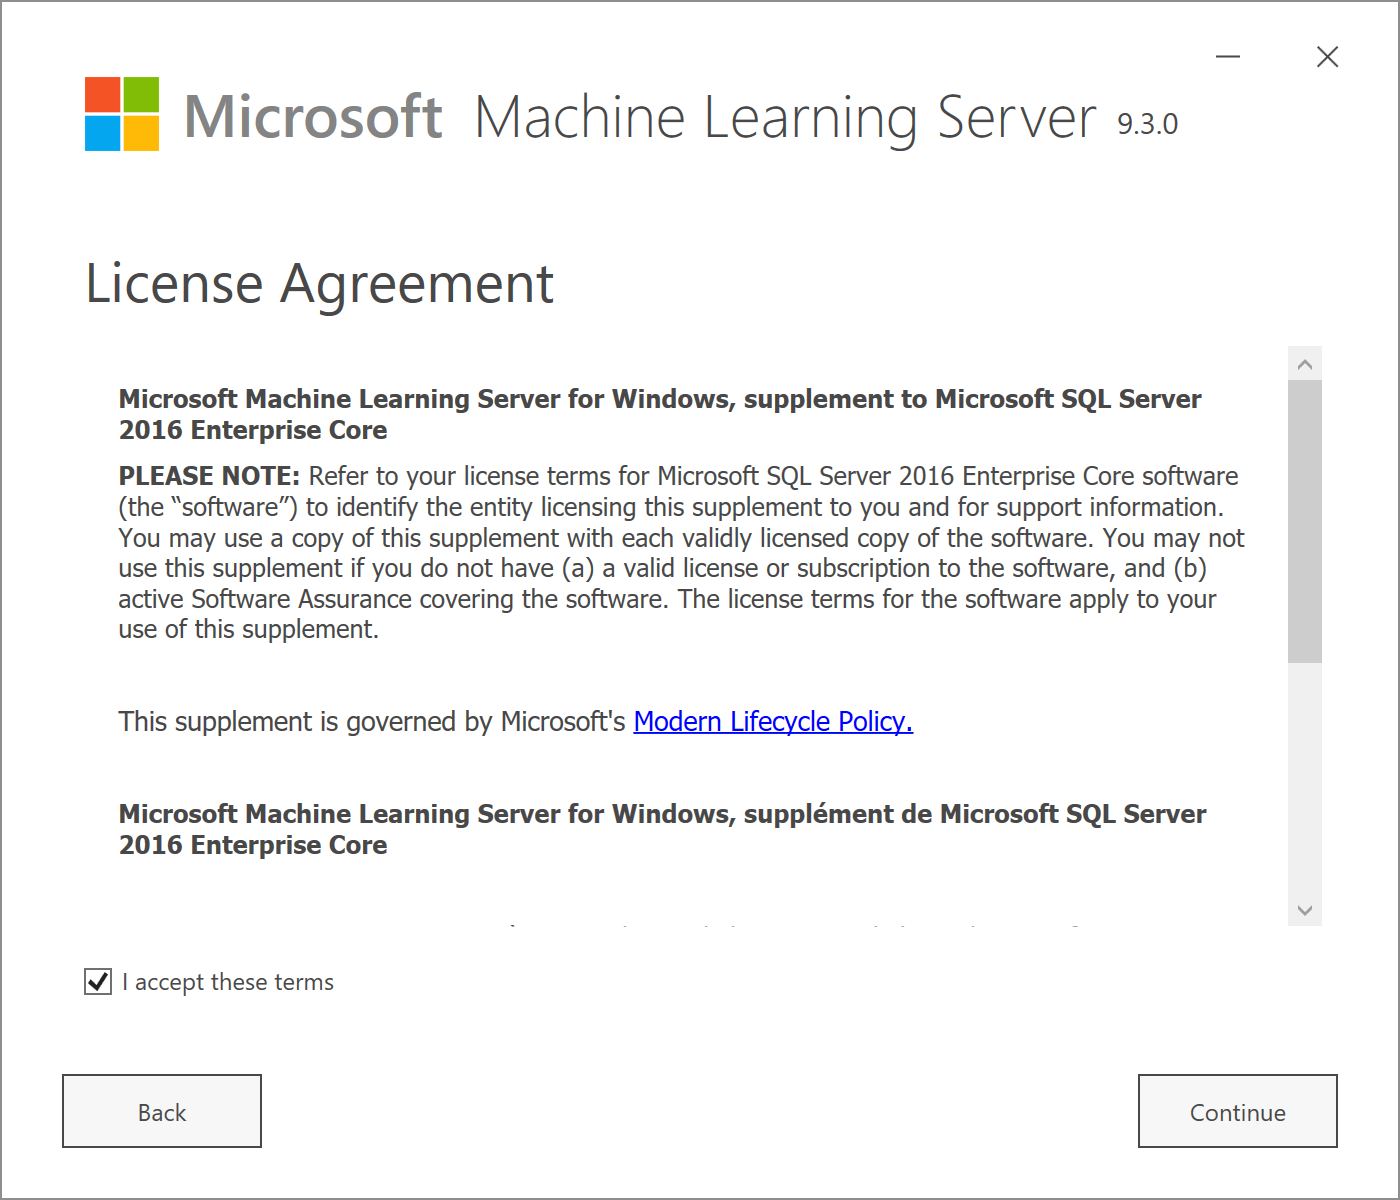 Microsoft Machine Learning Server 9.3.0
License Agreement
Microsoft Machine Learning Server for Windows, supplement to Microsoft SQL Server
2016 Enterprise Core
PLEASE NOTE: Refer to your license terms for Microsoft SQL Server 2016 Enterprise Core software
(the “software”) to identify the entity licensing this supplement to you and for support information.
You may use a copy of this supplement with each validly licensed copy of the software. You may not
use this supplement if you do not have (a) a valid license or subscription to the software, and (b)
active Software Assurance covering the software. The license terms for the software apply to your
use of this supplement.
This supplement is governed by Microsoft's Modern Lifecycle Policy.
Microsoft Machine Learning Server for Windows, supplément de Microsoft SQL Server
2016 Enterprise Core
I accept these terms
Back
Continue